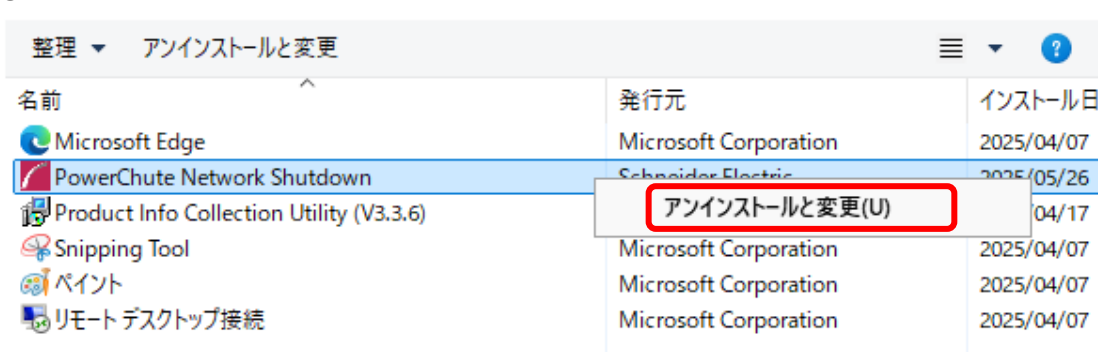 整理 アンインストールと変更
名前 発行元 インストール日
Microsoft Edge Microsoft Corporation 2025/04/07
PowerChute Network Shutdown Schneider Electric 2025/05/26
アンインストールと変更(U)
Product Info Collection Utility (V3.3.6) /04/17
Snipping Tool Microsoft Corporation 2025/04/07
ペイント Microsoft Corporation 2025/04/07
リモート デスクトップ接続 Microsoft Corporation 2025/04/07